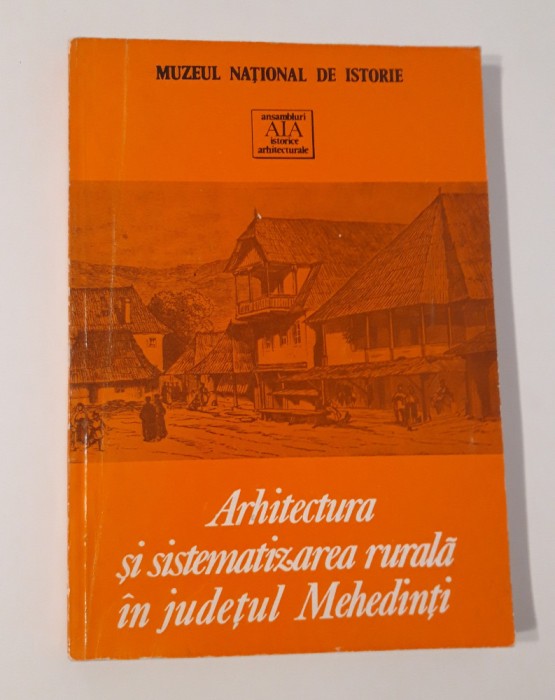 MUZEUL NAȚIONAL DE ISTORIE
ansambluri
AIA
istorice
arhitecturale
Arhitectura
și sistematizarea rurală
în județul Mehedinți